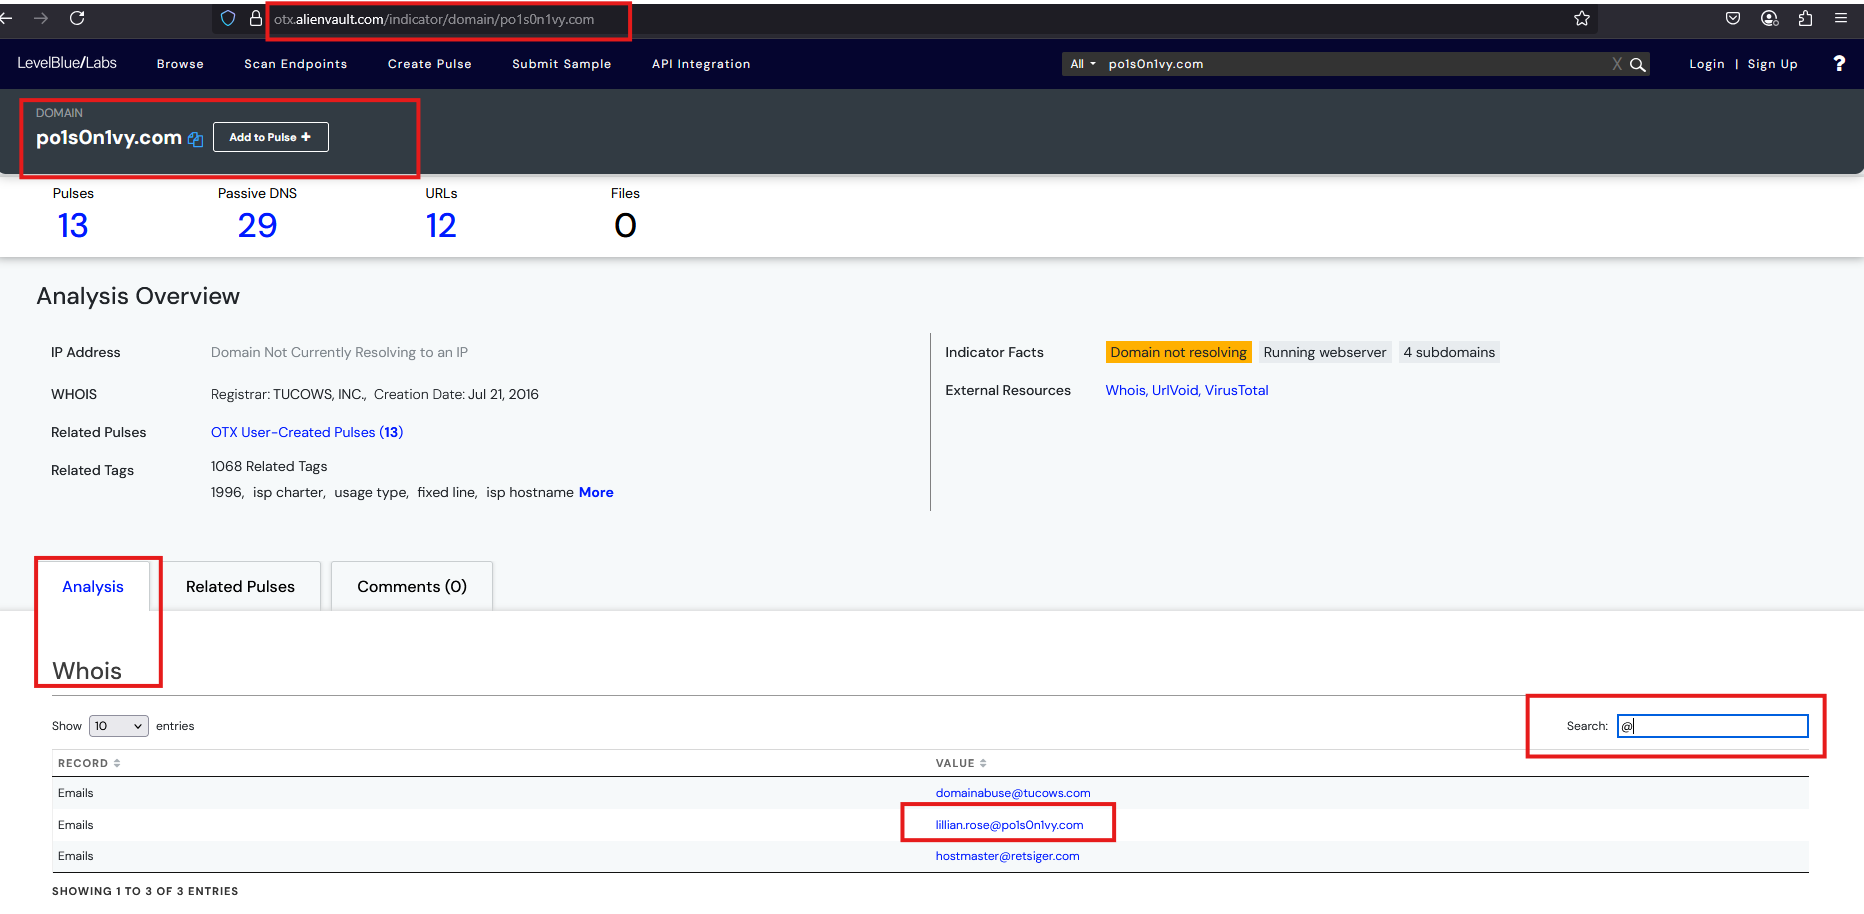 otx.alienvault.com/indicator/domain/po1s0n1vy.com
LevelBlue/Labs Browse Scan Endpoints Create Pulse Submit Sample API Integration All po1s0n1vy.com X Login | Sign Up ?
DOMAIN
po1s0n1vy.com Add to Pulse +
Pulses Passive DNS URLs Files
13 29 12 0
Analysis Overview
IP Address Domain Not Currently Resolving to an IP Indicator Facts Domain not resolving Running webserver 4 subdomains
WHOIS Registrar: TUCOWS, INC., Creation Date: Jul 21, 2016 External Resources Whois, UrlVoid, VirusTotal
Related Pulses OTX User-Created Pulses (13)
Related Tags 1068 Related Tags
1996, isp charter, usage type, fixed line, isp hostname More
Analysis Related Pulses Comments (0)
Whois
Show 10 entries Search: @
RECORD VALUE
Emails domainabuse@tucows.com
Emails lillian.rose@po1s0n1vy.com
Emails hostmaster@retsiger.com
SHOWING 1 TO 3 OF 3 ENTRIES